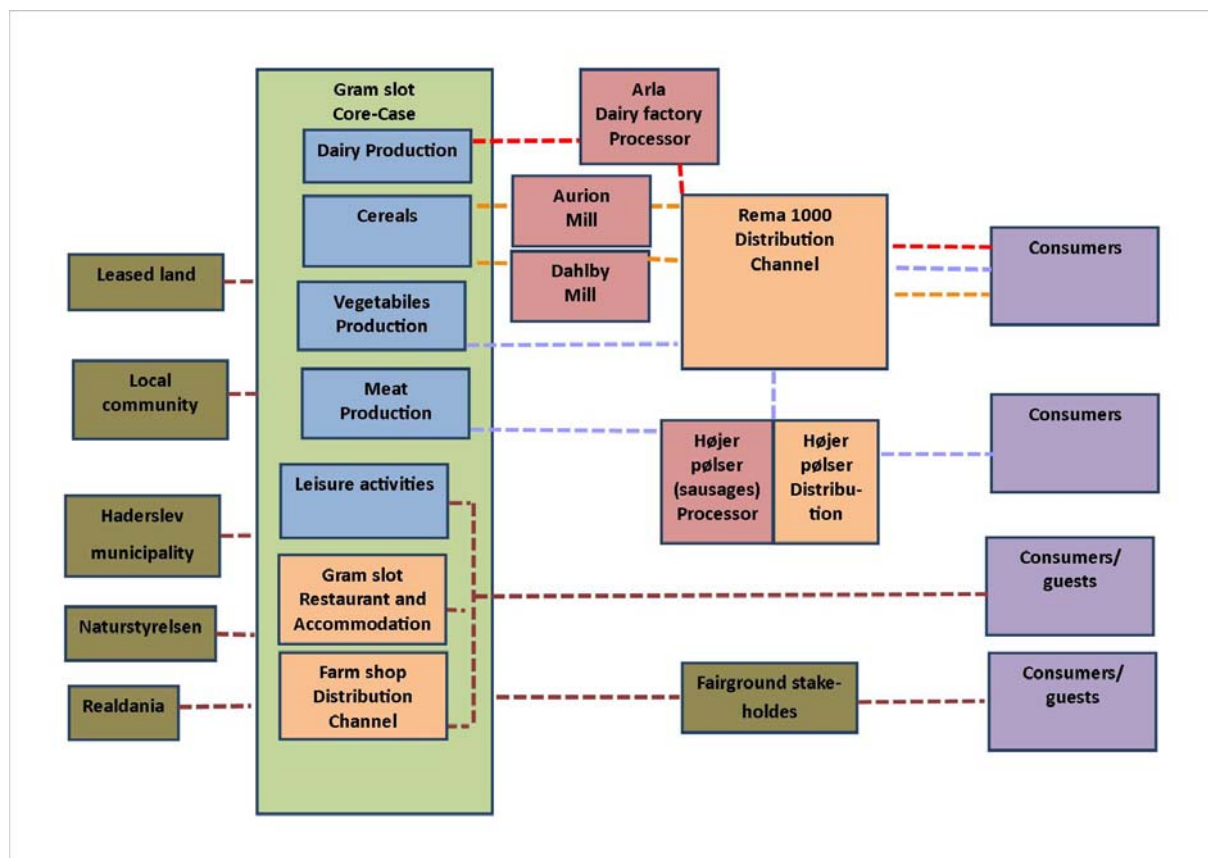 Gram slot
Core-Case
Dairy Production
Cereals
Vegetabiles
Production
Meat
Production
Leisure activities
Gram slot
Restaurant and
Accommodation
Farm shop
Distribution
Channel
Leased land
Local
community
Haderslev
municipality
Naturstyrelsen
Realdania
Arla
Dairy factory
Processor
Aurion
Mill
Dahlby
Mill
Rema 1000
Distribution
Channel
Højer
pølser
(sausages)
Processor
Højer
pølser
Distribu-
tion
Fairground stake-
holdes
Consumers
Consumers
Consumers/
guests
Consumers/
guests